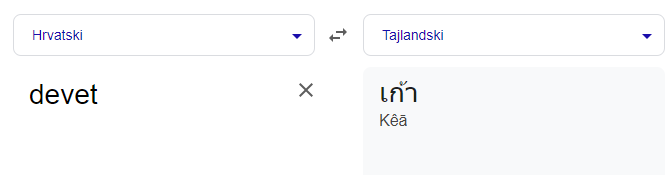 Hrvatski
Tajlandski
devet
เก้า
Kêā